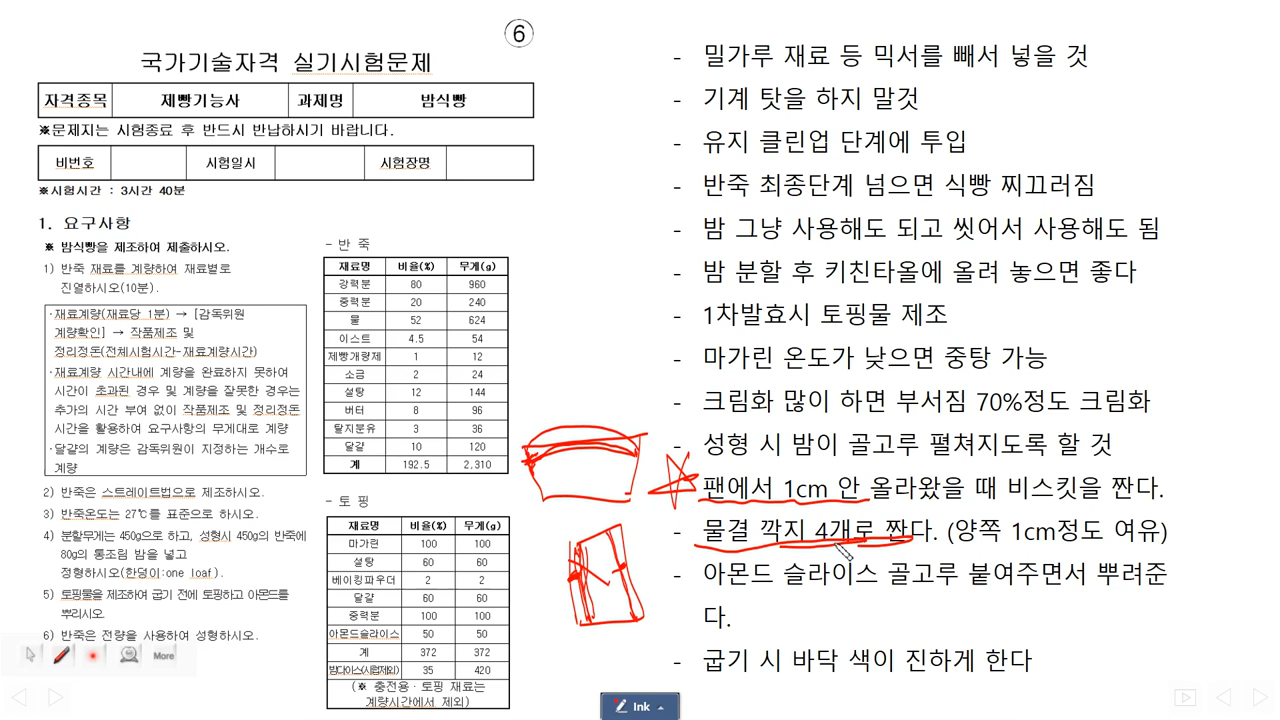 ⑥
국가기술자격 실기시험문제
자격종목 제빵기능사 과제명 밤식빵
※문제지는 시험종료 후 반드시 반납하시기 바랍니다.
비번호 시험일시 시험장명
※시험시간 : 3시간 40분
1. 요구사항
※ 밤식빵을 제조하여 제출하시오.
1) 반죽 재료를 계량하여 재료별로
진열하시오(10분).
·재료계량(재료당 1분) → [감독위원
계량확인] → 작품제조 및
정리정돈(전체시험시간-재료계량시간)
·재료계량 시간내에 계량을 완료하지 못하여
시간이 초과된 경우 및 계량을 잘못한 경우는
추가의 시간 부여 없이 작품제조 및 정리정돈
시간을 활용하여 요구사항의 무게대로 계량
·달걀의 계량은 감독위원이 지정하는 개수로
계량
2) 반죽은 스트레이트법으로 제조하시오.
3) 반죽온도는 27℃를 표준으로 하시오.
4) 분할무게는 450g으로 하고, 성형시 450g의 반죽에
80g의 통조림 밤을 넣고
정형하시오(한덩이:one loaf).
5) 토핑물을 제조하여 굽기 전에 토핑하고 아몬드를
뿌리시오.
6) 반죽은 전량을 사용하여 성형하시오.
- 반 죽
재료명 비율(%) 무게(g)
강력분 80 960
중력분 20 240
물 52 624
이스트 4.5 54
제빵개량제 1 12
소금 2 24
설탕 12 144
버터 8 96
탈지분유 3 36
달걀 10 120
계 192.5 2,310
- 토 핑
재료명 비율(%) 무게(g)
마가린 100 100
설탕 60 60
베이킹파우더 2 2
달걀 60 60
중력분 100 100
아몬드슬라이스 50 50
계 372 372
밤다이스(시럽제외) 35 420
(※ 충전용·토핑 재료는
계량시간에서 제외)
- 밀가루 재료 등 믹서를 빼서 넣을 것
- 기계 탓을 하지 말것
- 유지 클린업 단계에 투입
- 반죽 최종단계 넘으면 식빵 찌끄러짐
- 밤 그냥 사용해도 되고 씻어서 사용해도 됨
- 밤 분할 후 키친타올에 올려 놓으면 좋다
- 1차발효시 토핑물 제조
- 마가린 온도가 낮으면 중탕 가능
- 크림화 많이 하면 부서짐 70%정도 크림화
- 성형 시 밤이 골고루 펼쳐지도록 할 것
- 팬에서 1cm 안 올라왔을 때 비스킷을 짠다.
- 물결 깍지 4개로 짠다. (양쪽 1cm정도 여유)
- 아몬드 슬라이스 골고루 붙여주면서 뿌려준
다.
- 굽기 시 바닥 색이 진하게 한다
More
Ink